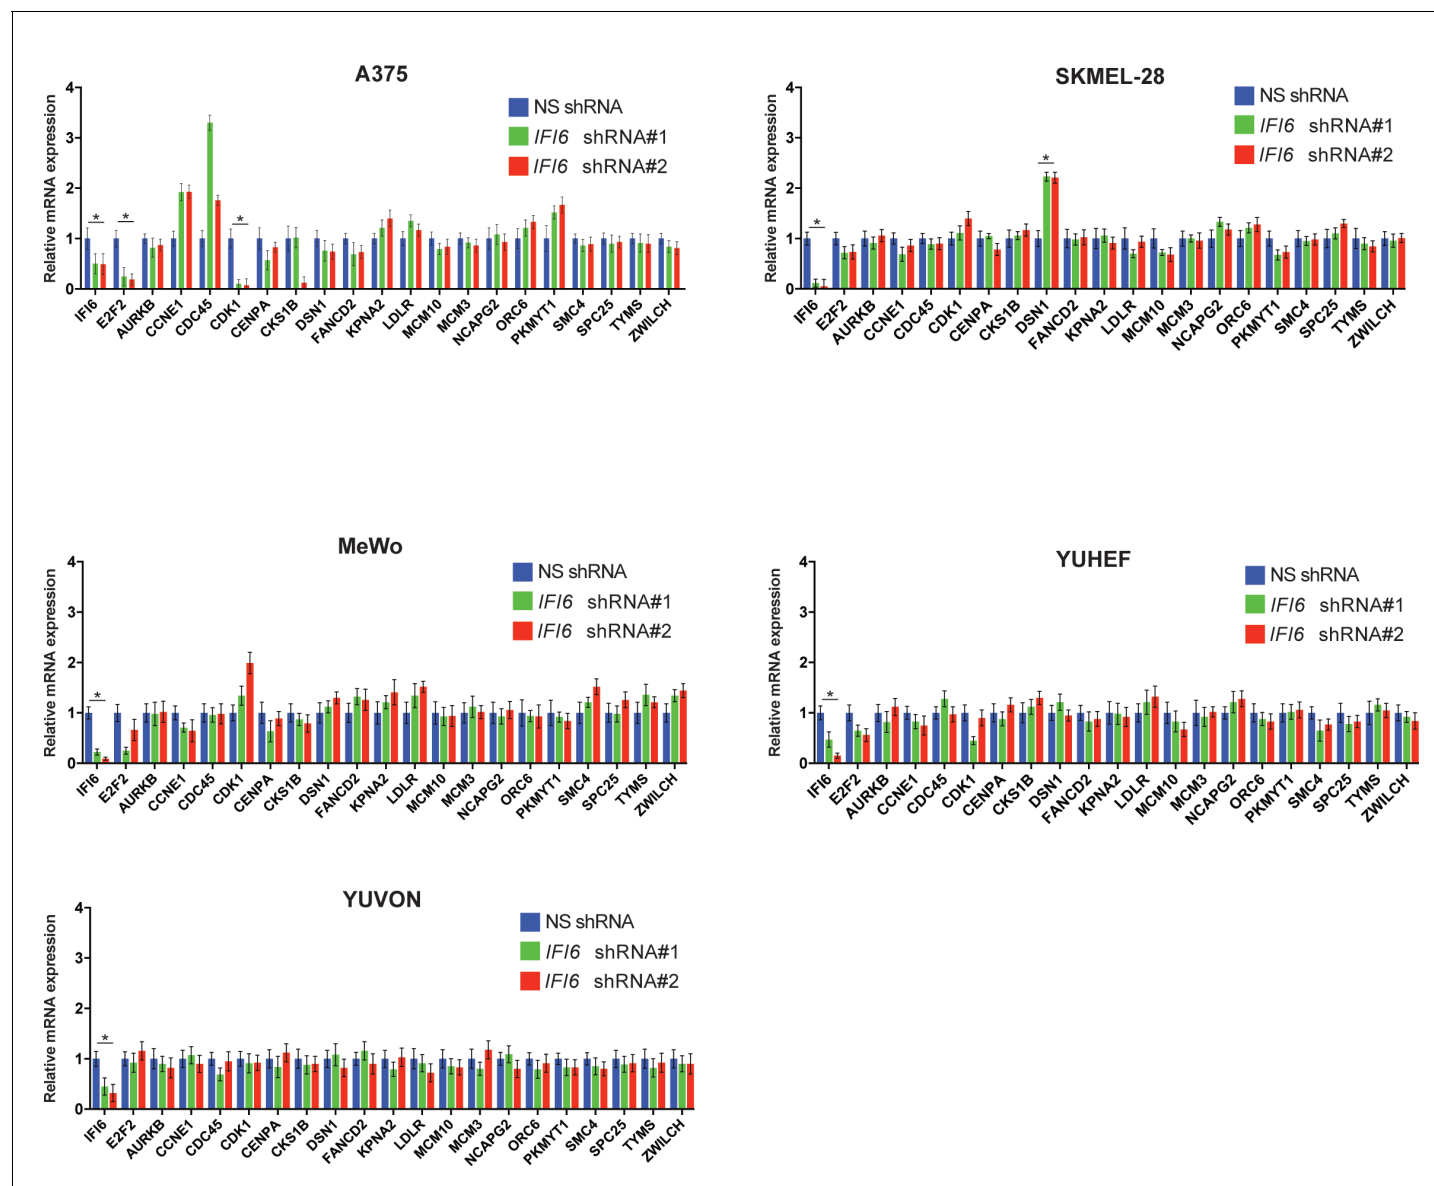 A375
Relative mRNA expression
4
3
2
1
0
NS shRNA
IFI6 shRNA#1
IFI6 shRNA#2
*
*
*
IFI6 E2F2 AURKB CCNE1 CDC45 CDK1 CENPA CKS1B DSN1 FANCD2 KPNA2 LDLR MCM10 MCM3 NCAPG2 ORC6 PKMYT1 SMC4 SPC25 TYMS ZWILCH
SKMEL-28
Relative mRNA expression
4
3
2
1
0
NS shRNA
IFI6 shRNA#1
IFI6 shRNA#2
*
*
IFI6 E2F2 AURKB CCNE1 CDC45 CDK1 CENPA CKS1B DSN1 FANCD2 KPNA2 LDLR MCM10 MCM3 NCAPG2 ORC6 PKMYT1 SMC4 SPC25 TYMS ZWILCH
MeWo
Relative mRNA expression
4
3
2
1
0
NS shRNA
IFI6 shRNA#1
IFI6 shRNA#2
*
IFI6 E2F2 AURKB CCNE1 CDC45 CDK1 CENPA CKS1B DSN1 FANCD2 KPNA2 LDLR MCM10 MCM3 NCAPG2 ORC6 PKMYT1 SMC4 SPC25 TYMS ZWILCH
YUHEF
Relative mRNA expression
4
3
2
1
0
NS shRNA
IFI6 shRNA#1
IFI6 shRNA#2
*
IFI6 E2F2 AURKB CCNE1 CDC45 CDK1 CENPA CKS1B DSN1 FANCD2 KPNA2 LDLR MCM10 MCM3 NCAPG2 ORC6 PKMYT1 SMC4 SPC25 TYMS ZWILCH
YUVON
Relative mRNA expression
4
3
2
1
0
NS shRNA
IFI6 shRNA#1
IFI6 shRNA#2
*
IFI6 E2F2 AURKB CCNE1 CDC45 CDK1 CENPA CKS1B DSN1 FANCD2 KPNA2 LDLR MCM10 MCM3 NCAPG2 ORC6 PKMYT1 SMC4 SPC25 TYMS ZWILCH